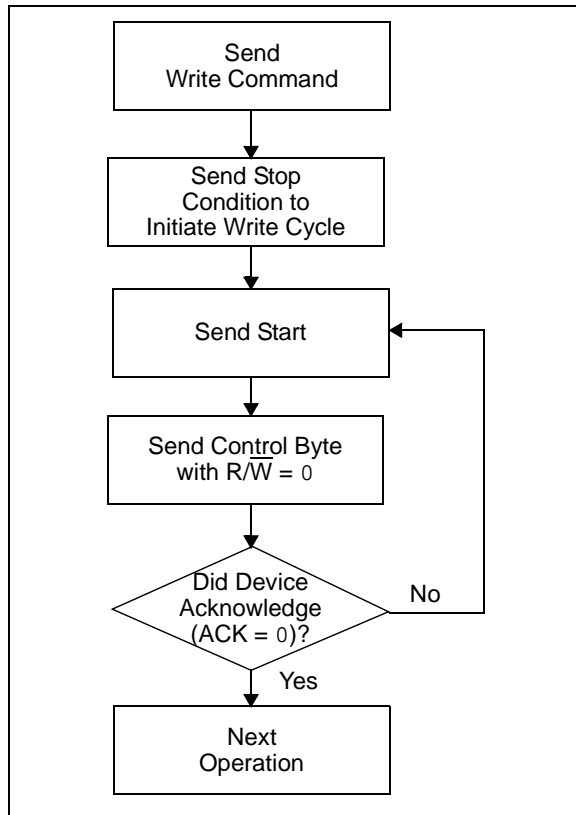 Send
Write Command
Send Stop
Condition to
Initiate Write Cycle
Send Start
Send Control Byte
with R/W̅ = 0
Did Device
Acknowledge
(ACK = 0)?
No
Yes
Next
Operation